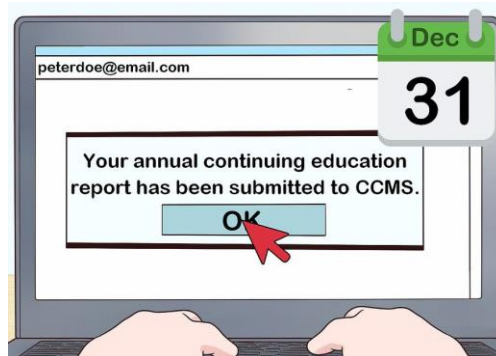 Dec
31
peterdoe@email.com
Your annual continuing education
report has been submitted to CCMS.
OK